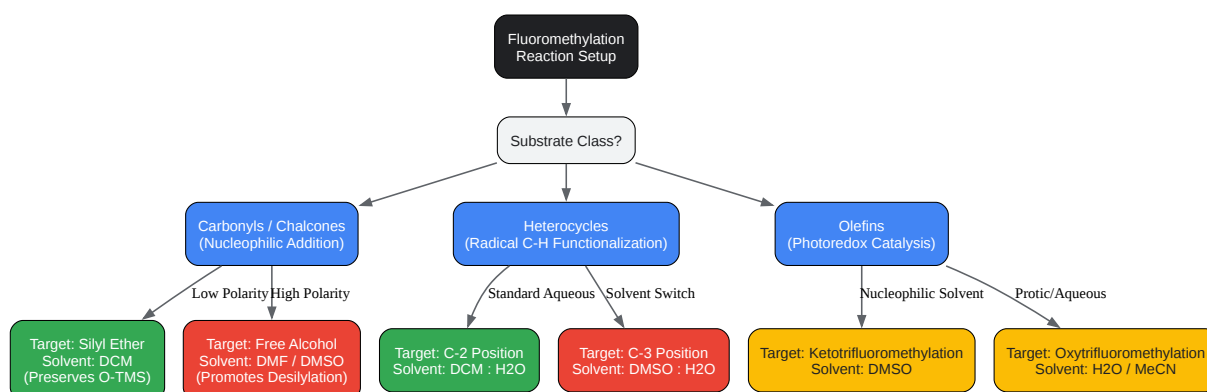 Fluoromethylation
Reaction Setup
Substrate Class?
Carbonyls / Chalcones
(Nucleophilic Addition)
Heterocycles
(Radical C-H Functionalization)
Olefins
(Photoredox Catalysis)
Low Polarity
High Polarity
Standard Aqueous
Solvent Switch
Nucleophilic Solvent
Protic/Aqueous
Target: Silyl Ether
Solvent: DCM
(Preserves O-TMS)
Target: Free Alcohol
Solvent: DMF / DMSO
(Promotes Desilylation)
Target: C-2 Position
Solvent: DCM : H2O
Target: C-3 Position
Solvent: DMSO : H2O
Target: Ketotrifluoromethylation
Solvent: DMSO
Target: Oxytrifluoromethylation
Solvent: H2O / MeCN